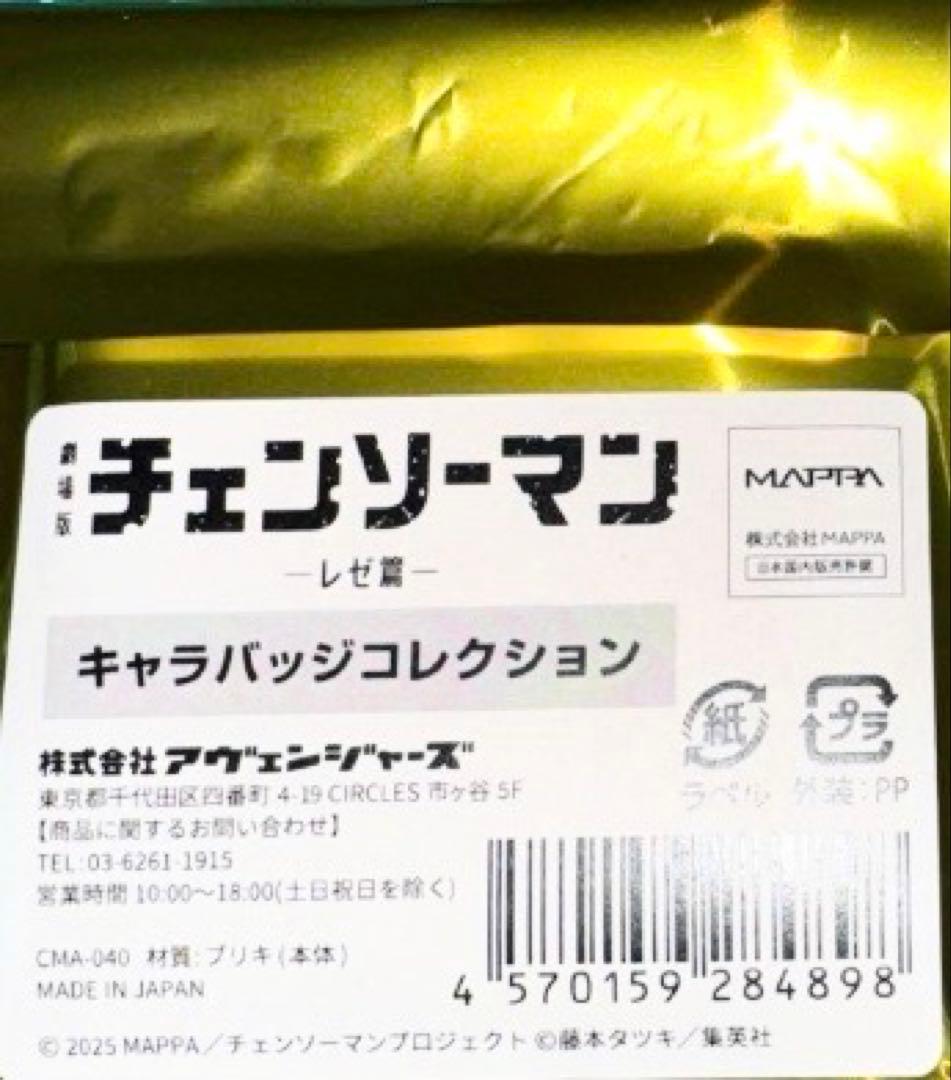 劇場版 チェンソーマン
―レゼ篇―
MAPPA
株式会社MAPPA
日本国内販売許諾
キャラバッジコレクション
紙
ラベル
プラ
外装:PP
株式会社アヴェンジャーズ
東京都千代田区四番町 4-19 CIRCLES 市ヶ谷 5F
【商品に関するお問い合わせ】
TEL:03-6261-1915
営業時間 10:00～18:00(土日祝日を除く)
CMA-040 材質:ブリキ(本体)
MADE IN JAPAN
4 570159 284898
© 2025 MAPPA／チェンソーマンプロジェクト ©藤本タツキ／集英社